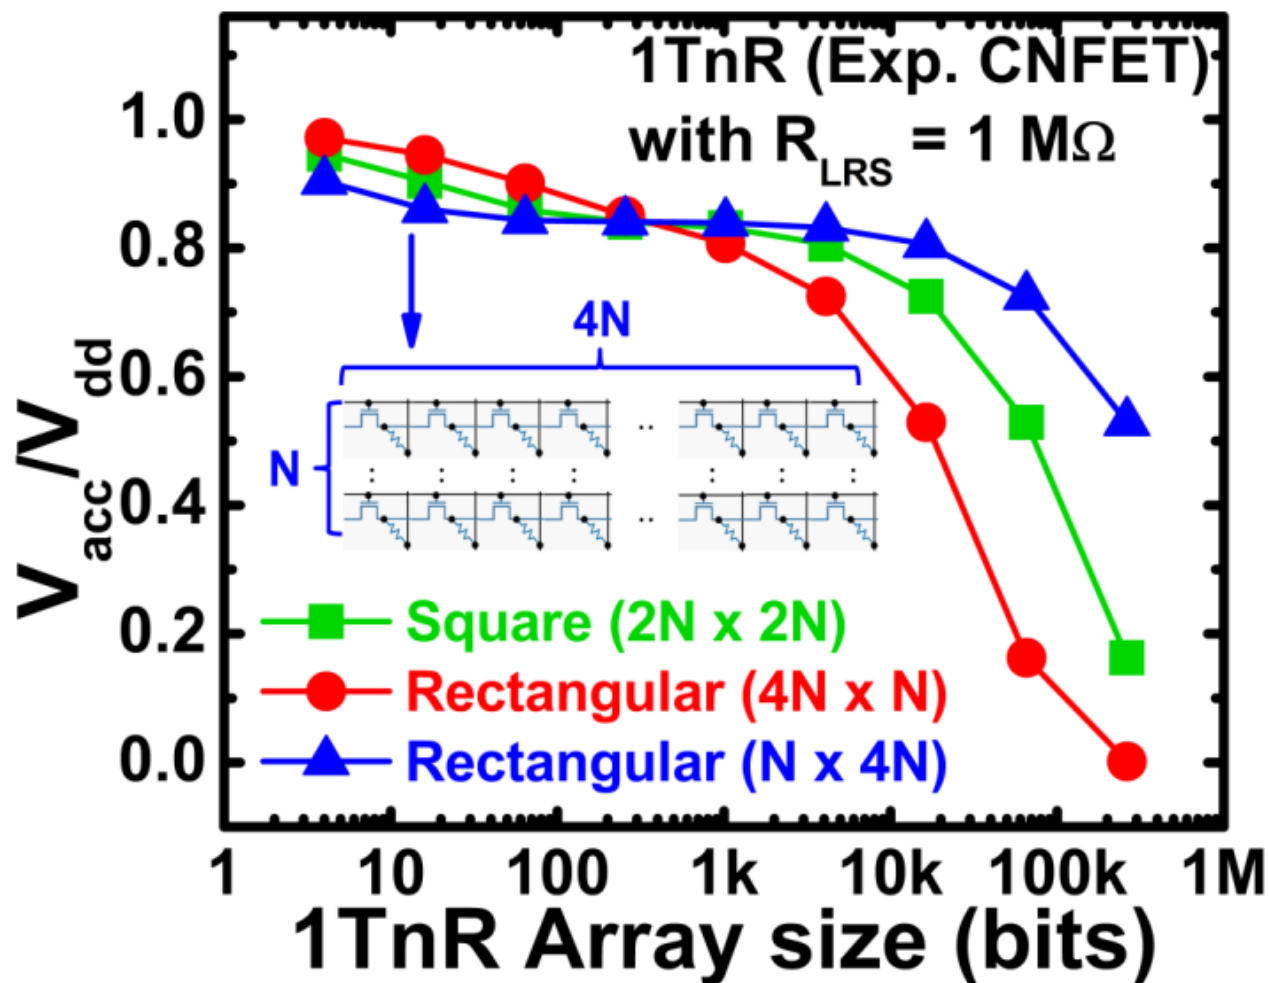 1TnR (Exp. CNFET)
with R_LRS = 1 MΩ
1.0
0.8
0.6
0.4
0.2
0.0
V_acc/V_dd
4N
N
Square (2N x 2N)
Rectangular (4N x N)
Rectangular (N x 4N)
1 10 100 1k 10k 100k 1M
1TnR Array size (bits)